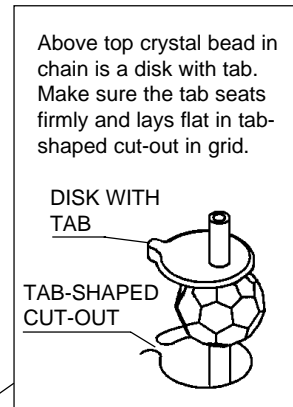 Above top crystal bead in
chain is a disk with tab.
Make sure the tab seats
firmly and lays flat in tab-
shaped cut-out in grid.
DISK WITH
TAB
TAB-SHAPED
CUT-OUT